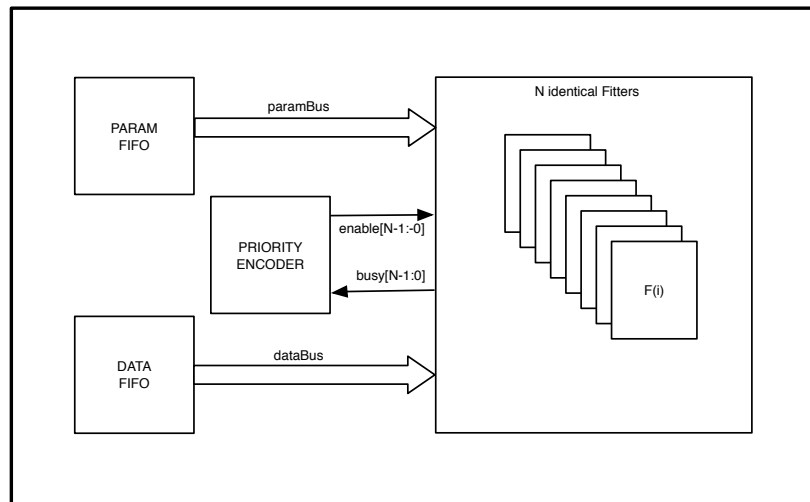 PARAM
FIFO
paramBus
N identical Fitters
PRIORITY
ENCODER
enable[N-1:-0]
busy[N-1:0]
F(i)
DATA
FIFO
dataBus